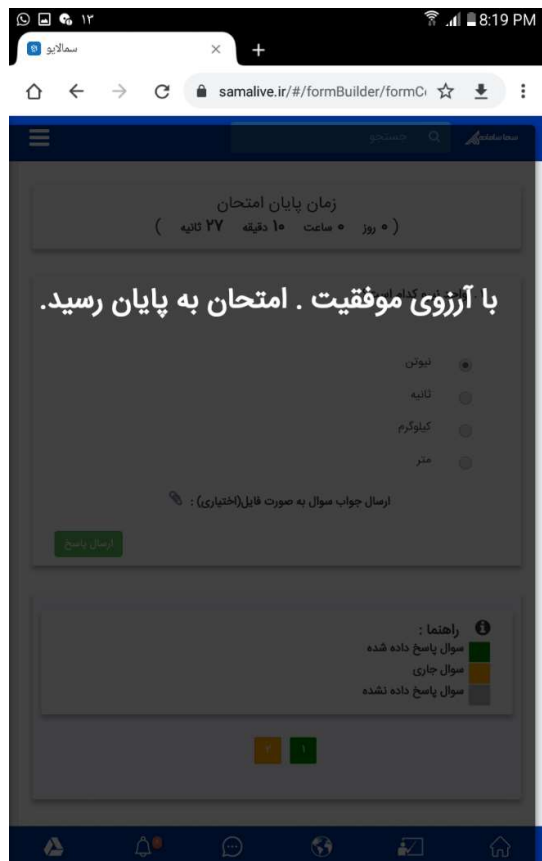 ۱۳
8:19 PM
سمالایو
samalive.ir/#/formBuilder/formC
جستجو
زمان پایان امتحان
( ۰ روز ۰ ساعت ۱۰ دقیقه ۲۷ ثانیه )
با آرزوی موفقیت . امتحان به پایان رسید.
نیوتن
ثانیه
کیلوگرم
متر
ارسال جواب سوال به صورت فایل(اختیاری) :
ارسال پاسخ
راهنما :
سوال پاسخ داده شده
سوال جاری
سوال پاسخ داده نشده
۱ ۲